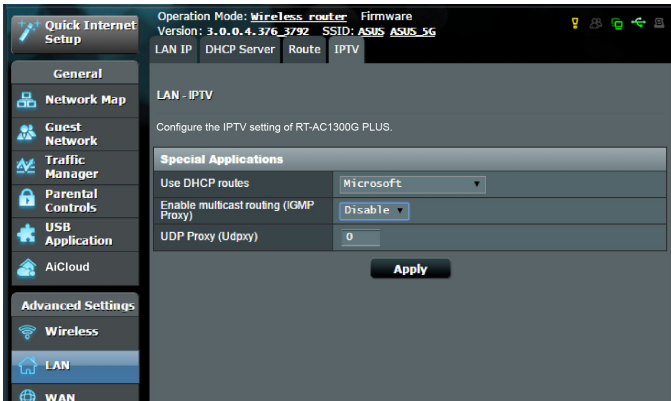 Quick Internet
Setup
Operation Mode: Wireless router Firmware
Version: 3.0.0.4.376_3792 SSID: ASUS ASUS_5G
LAN IP DHCP Server Route IPTV
General
Network Map
Guest
Network
Traffic
Manager
Parental
Controls
USB
Application
AiCloud
Advanced Settings
Wireless
LAN
WAN
LAN - IPTV
Configure the IPTV setting of RT-AC1300G PLUS.
Special Applications
Use DHCP routes Microsoft
Enable multicast routing (IGMP
Proxy) Disable
UDP Proxy (Udpxy) 0
Apply